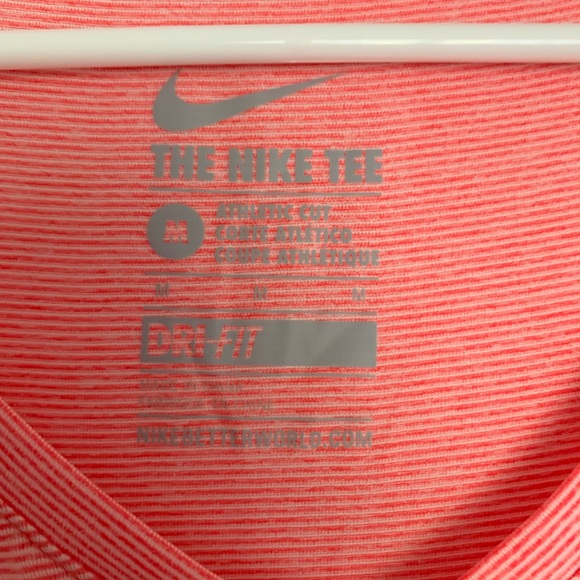 THE NIKE TEE
M
ATHLETIC CUT
CORTE ATLÉTICO
COUPE ATHLÉTIQUE
M M M
DRI-FIT
NIKEBETTERWORLD.COM